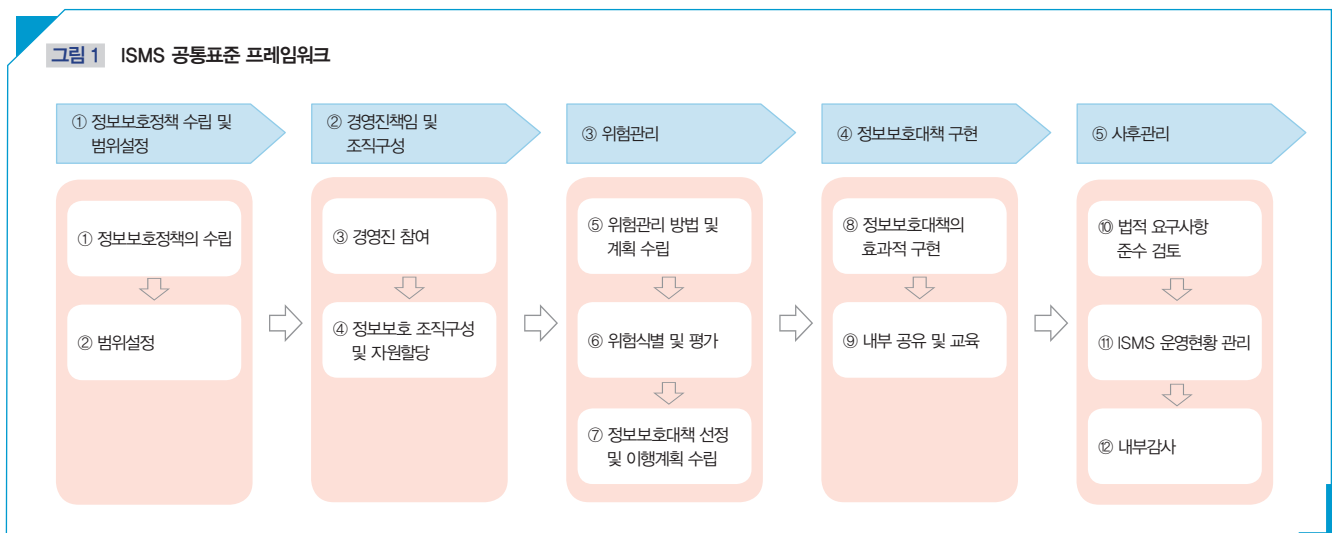 그림 1 ISMS 공통표준 프레임워크
① 정보보호정책 수립 및
범위설정
② 경영진책임 및
조직구성
③ 위험관리
④ 정보보호대책 구현
⑤ 사후관리
① 정보보호정책의 수립
② 범위설정
③ 경영진 참여
④ 정보보호 조직구성
및 자원할당
⑤ 위험관리 방법 및
계획 수립
⑥ 위험식별 및 평가
⑦ 정보보호대책 선정
및 이행계획 수립
⑧ 정보보호대책의
효과적 구현
⑨ 내부 공유 및 교육
⑩ 법적 요구사항
준수 검토
⑪ ISMS 운영현황 관리
⑫ 내부감사